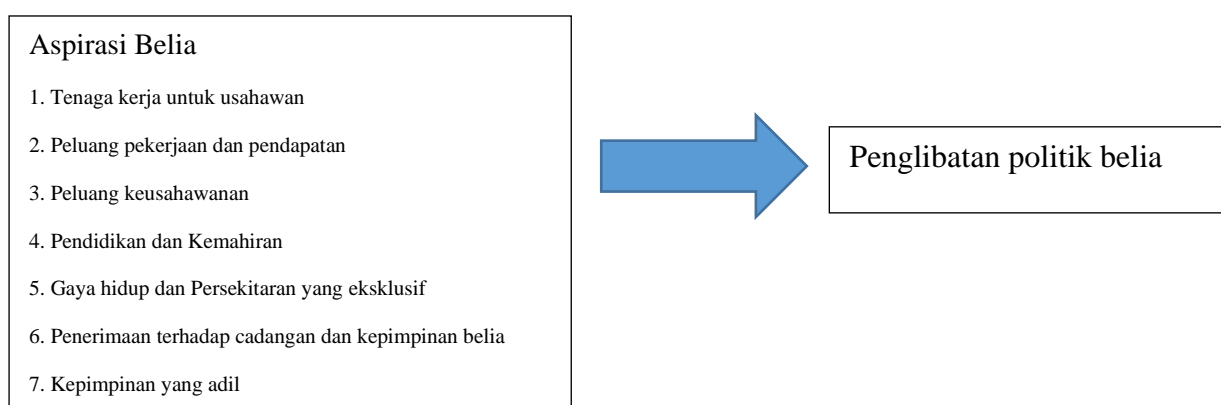 Aspirasi Belia
1. Tenaga kerja untuk usahawan
2. Peluang pekerjaan dan pendapatan
3. Peluang keusahawanan
4. Pendidikan dan Kemahiran
5. Gaya hidup dan Persekitaran yang eksklusif
6. Penerimaan terhadap cadangan dan kepimpinan belia
7. Kepimpinan yang adil
Penglibatan politik belia